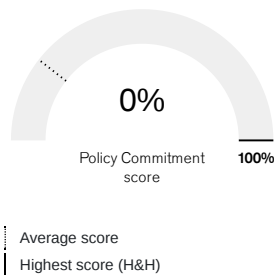 0%
Policy Commitment
score
100%
Average score
Highest score (H&H)